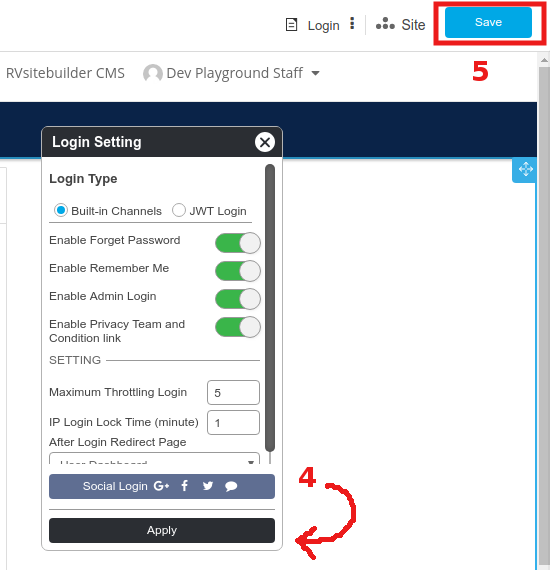 Login
Site
Save
5
RVsitebuilder CMS
Dev Playground Staff
Login Setting
Login Type
Built-in Channels
JWT Login
Enable Forget Password
Enable Remember Me
Enable Admin Login
Enable Privacy Team and
Condition link
SETTING
Maximum Throttling Login
5
IP Login Lock Time (minute)
1
After Login Redirect Page
User Dashboard
Social Login G+ f
4
Apply